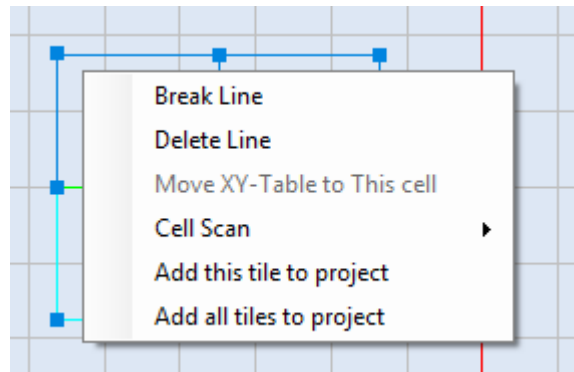 Break Line
Delete Line
Move XY-Table to This cell
Cell Scan
Add this tile to project
Add all tiles to project